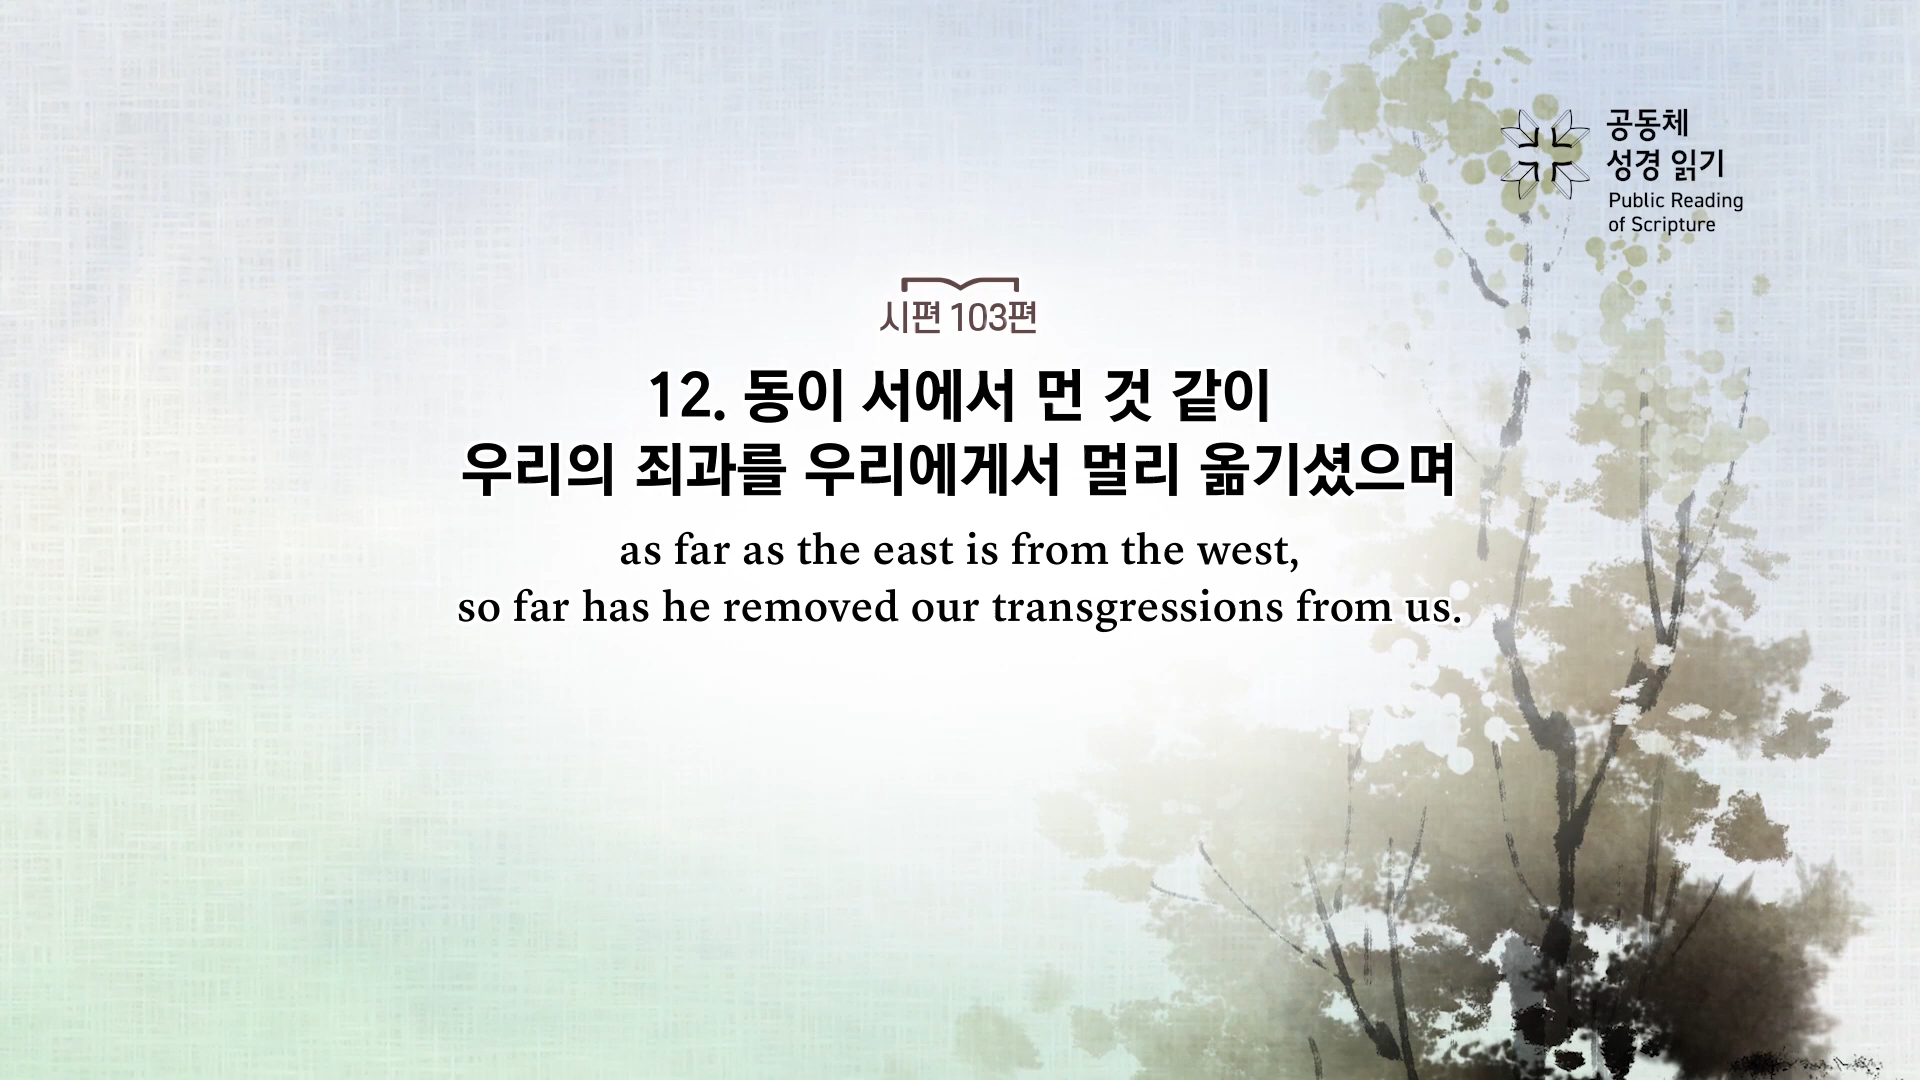 공동체
성경 읽기
Public Reading
of Scripture
시편 103편
12. 동이 서에서 먼 것 같이
우리의 죄과를 우리에게서 멀리 옮기셨으며
as far as the east is from the west,
so far has he removed our transgressions from us.